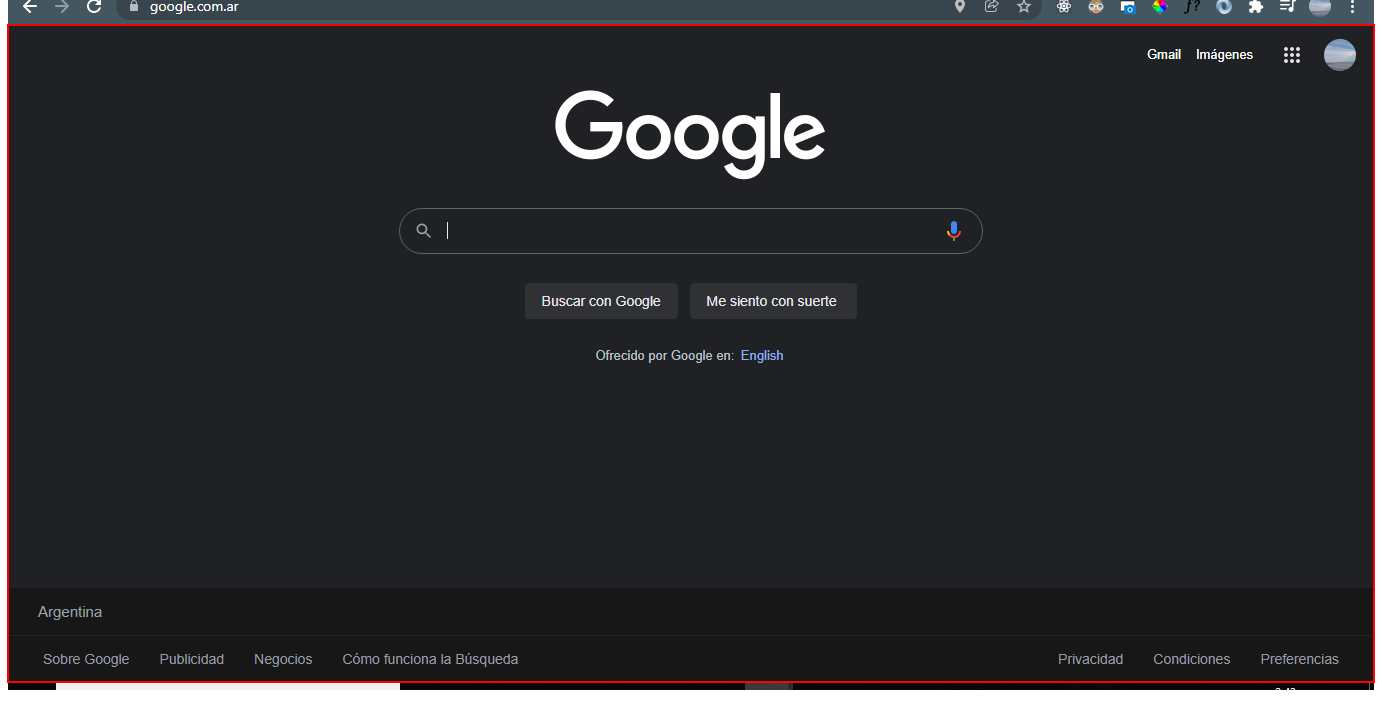 google.com.ar
f?
Gmail Imágenes
Google
Buscar con Google Me siento con suerte
Ofrecido por Google en: English
Argentina
Sobre Google Publicidad Negocios Cómo funciona la Búsqueda Privacidad Condiciones Preferencias